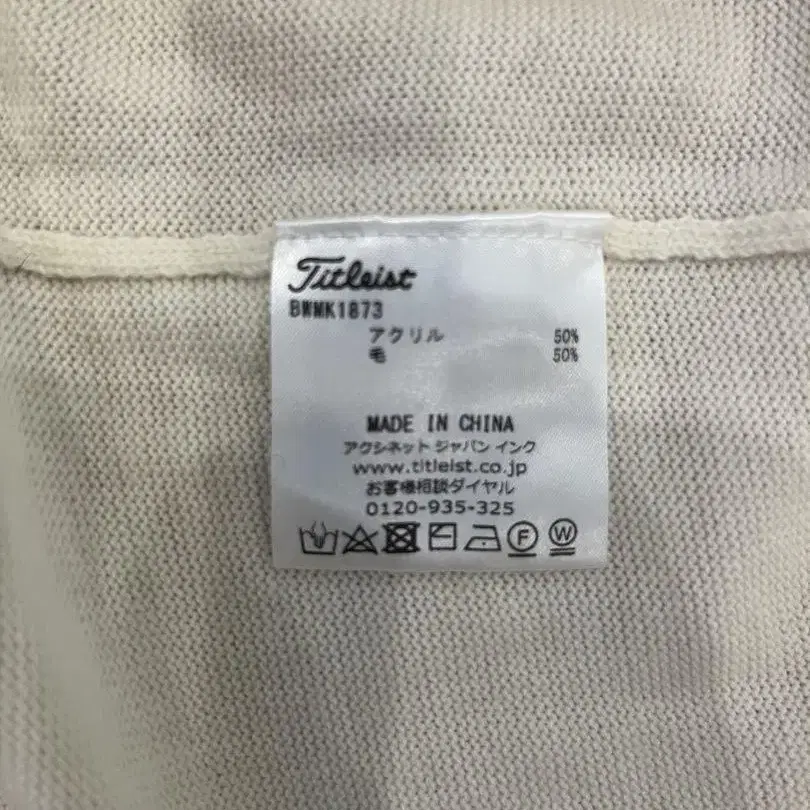 Titleist
BWMK1873
アクリル 50%
毛 50%
MADE IN CHINA
アクシネット ジャパン インク
www.titleist.co.jp
お客様相談ダイヤル
0120-935-325
F W